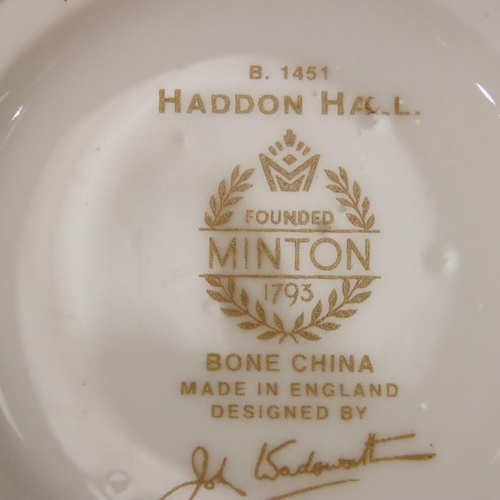 B. 1451
HADDON HALL
FOUNDED
MINTON
1793
BONE CHINA
MADE IN ENGLAND
DESIGNED BY
John Wadsworth